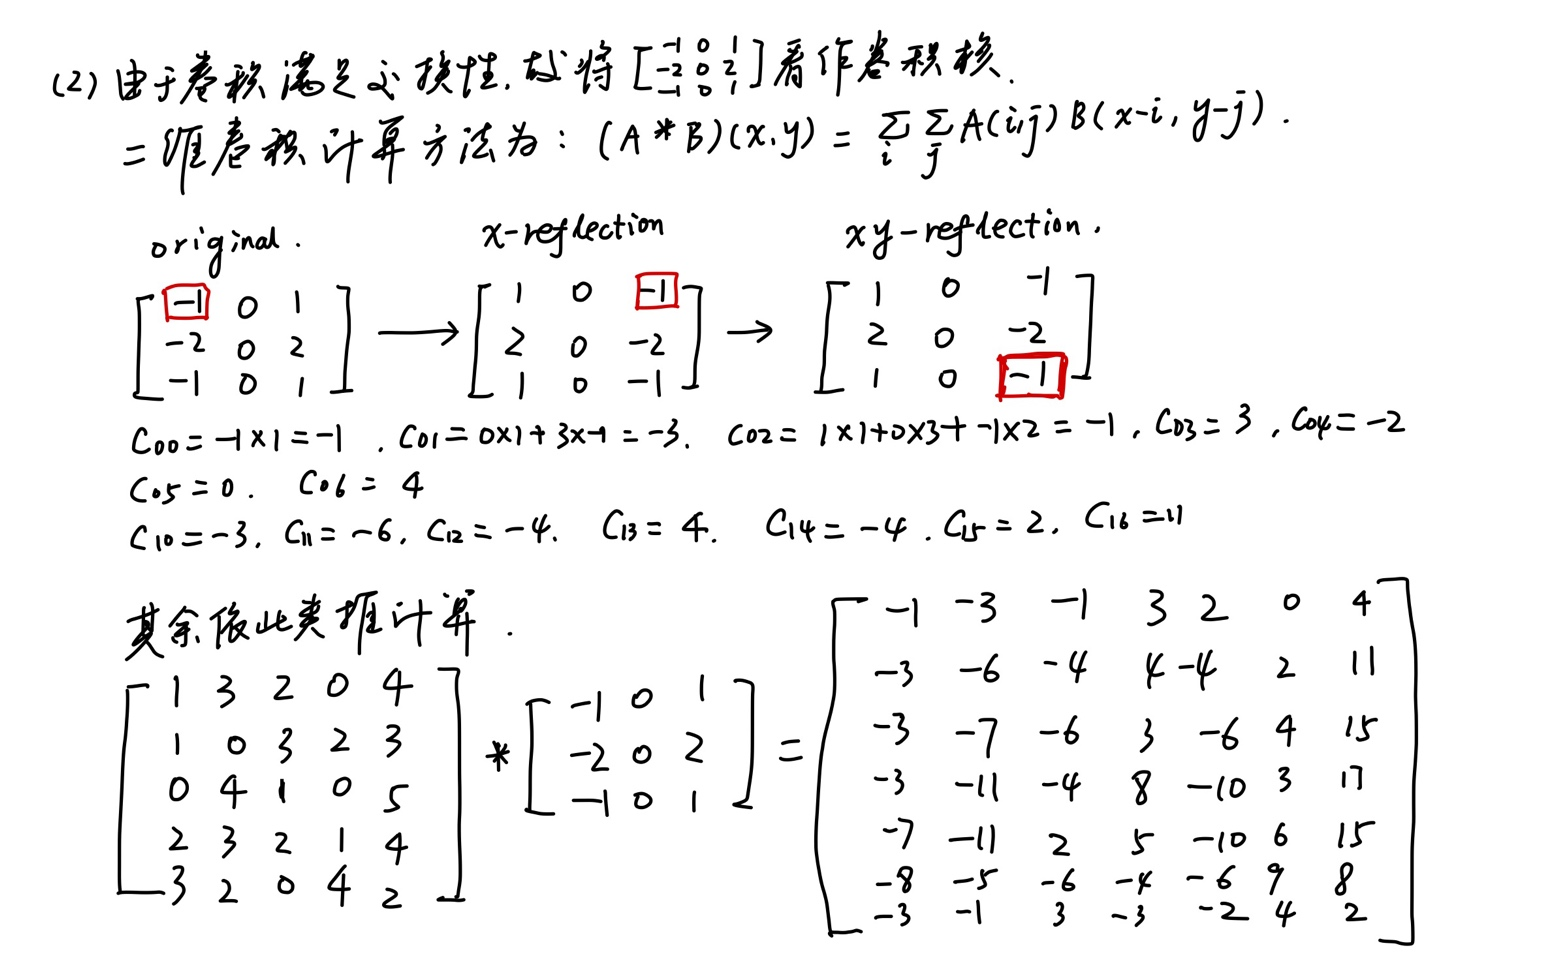 (2) 由于卷积满足交换性.故将 [-1 0 1; -2 0 2; -1 0 1] 看作卷积核.
二维卷积计算方法为: (A * B)(x,y) = Σ_i Σ_j A(i,j) B(x-i, y-j).
original. x-reflection xy-reflection.
[-1 0 1 → [1 0 -1 → [1 0 -1
-2 0 2 2 0 -2 2 0 -2
-1 0 1] 1 0 -1] 1 0 -1]
C00 = -1×1 = -1 . C01 = 0×1 + 3×-1 = -3. C02 = 1×1+0×3+ -1×2 = -1, C03 = 3, C04 = -2
C05 = 0. C06 = 4
C10 = -3. C11 = -6, C12 = -4. C13 = 4. C14 = -4. C15 = 2. C16 = 11
其余依此类推计算.
[1 3 2 0 4
1 0 3 2 3
0 4 1 0 5
2 3 2 1 4
3 2 0 4 2]
*
[-1 0 1
-2 0 2
-1 0 1]
=
[-1 -3 -1 3 2 0 4
-3 -6 -4 4 -4 2 11
-3 -7 -6 3 -6 4 15
-3 -11 -4 8 -10 3 17
-7 -11 2 5 -10 6 15
-8 -5 -6 -4 -6 9 8
-3 -1 3 -3 -2 4 2]